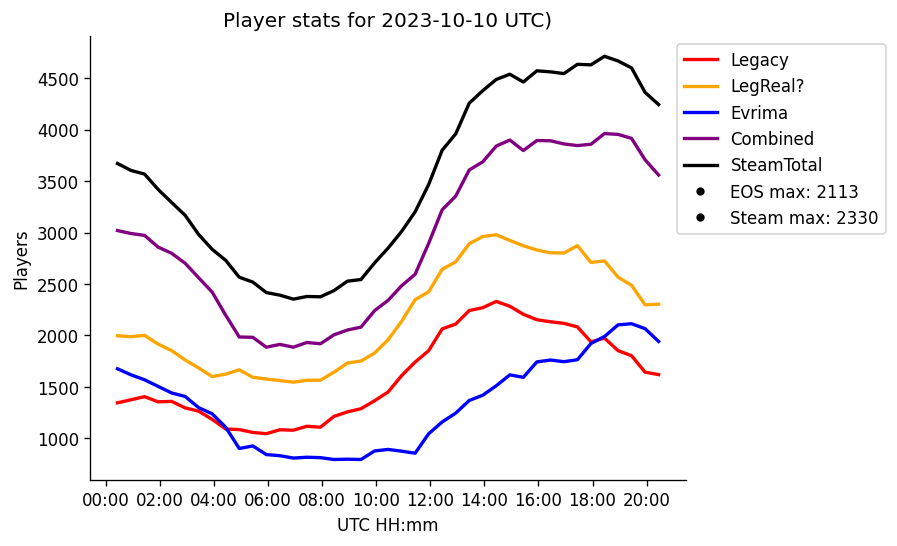 Player stats for 2023-10-10 UTC)
Legacy
LegReal?
Evrima
Combined
SteamTotal
EOS max: 2113
Steam max: 2330
Players
4500
4000
3500
3000
2500
2000
1500
1000
00:00 02:00 04:00 06:00 08:00 10:00 12:00 14:00 16:00 18:00 20:00
UTC HH:mm